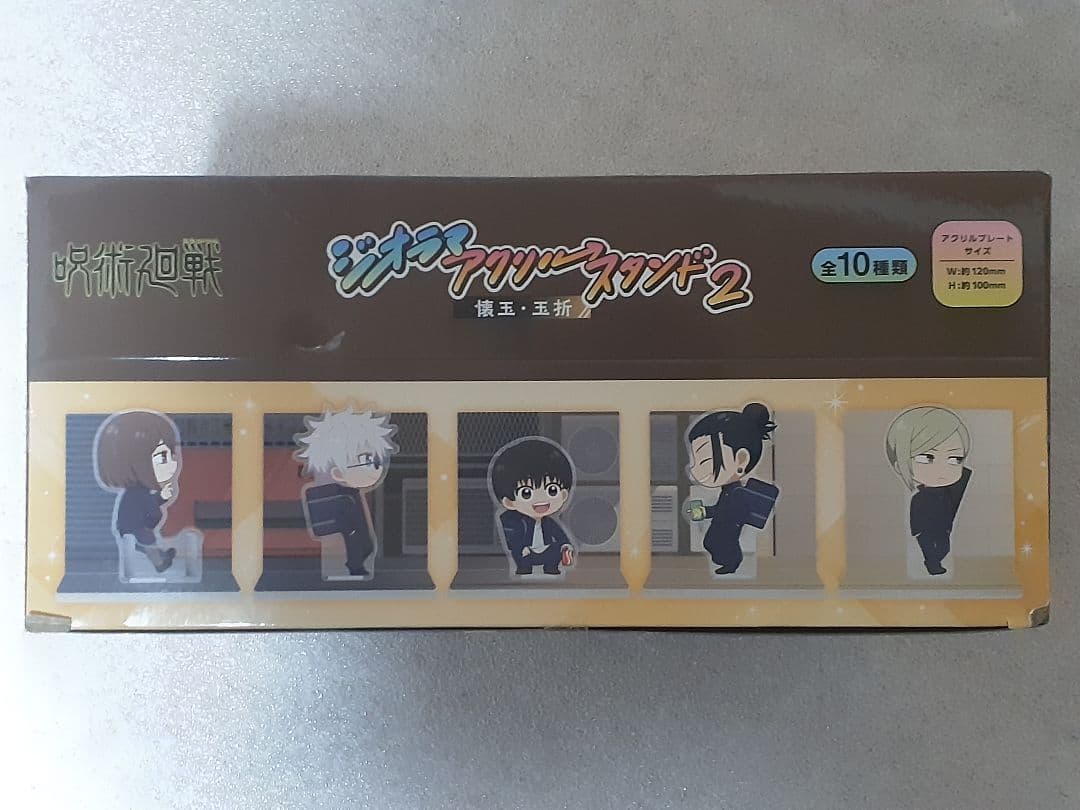 呪術廻戦
ジオラマアクリルスタンド2
懐玉・玉折
全10種類
アクリルプレート
サイズ
W:約120mm
H:約100mm